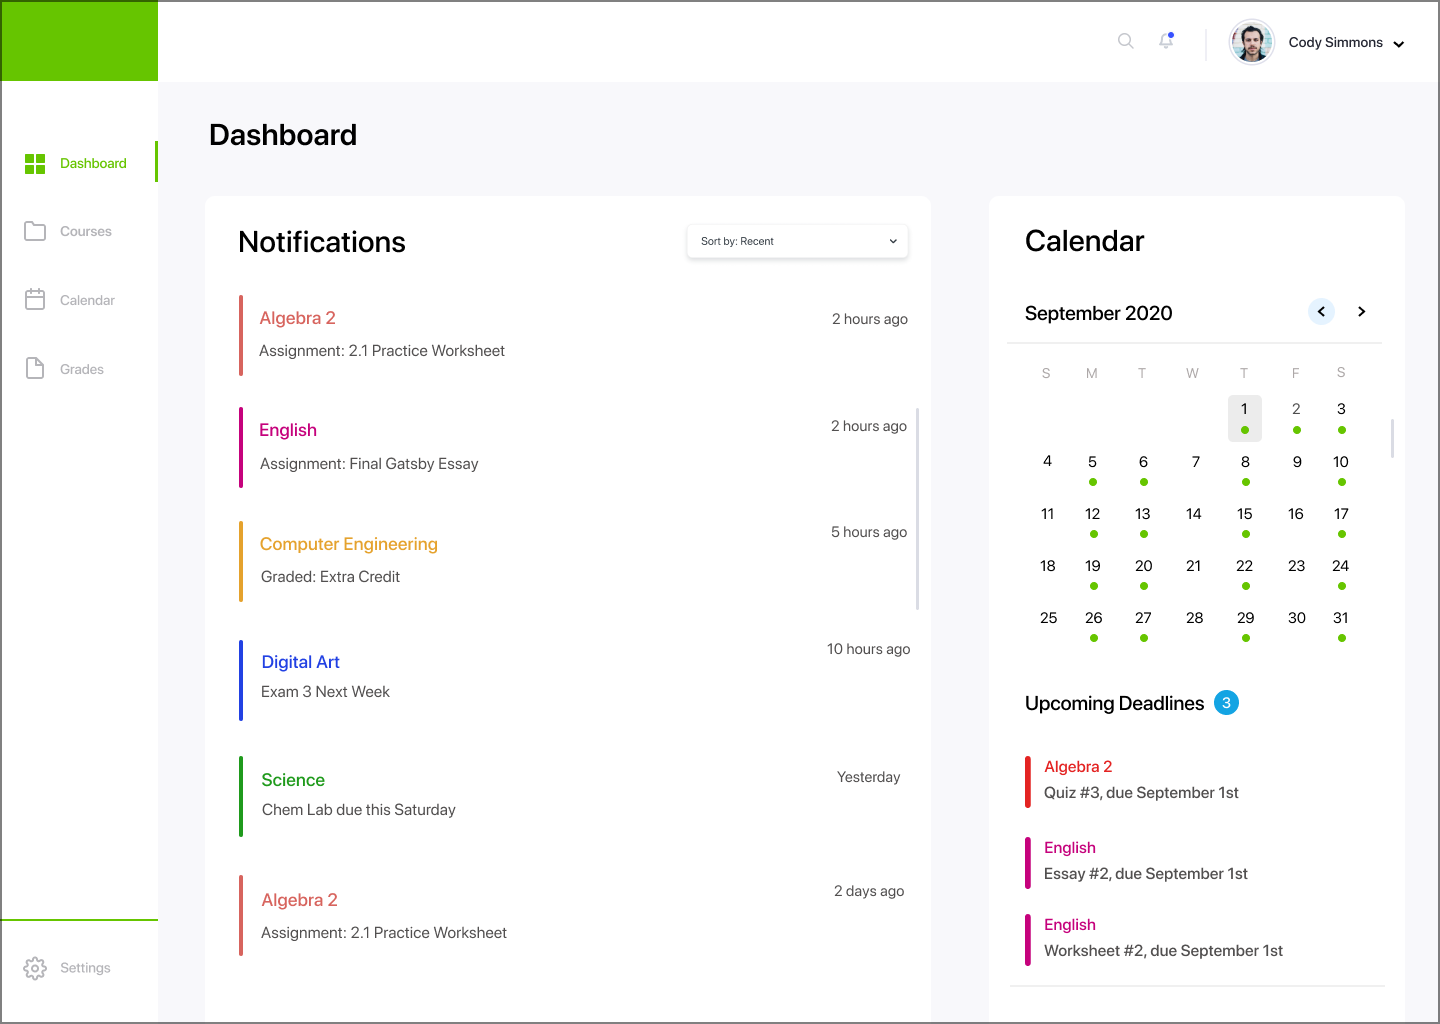 Cody Simmons
Dashboard
Courses
Calendar
Grades
Settings
Dashboard
Notifications
Sort by: Recent
Algebra 2
2 hours ago
Assignment: 2.1 Practice Worksheet
English
2 hours ago
Assignment: Final Gatsby Essay
Computer Engineering
5 hours ago
Graded: Extra Credit
Digital Art
10 hours ago
Exam 3 Next Week
Science
Yesterday
Chem Lab due this Saturday
Algebra 2
2 days ago
Assignment: 2.1 Practice Worksheet
Calendar
September 2020
S M T W T F S
1 2 3
4 5 6 7 8 9 10
11 12 13 14 15 16 17
18 19 20 21 22 23 24
25 26 27 28 29 30 31
Upcoming Deadlines 3
Algebra 2
Quiz #3, due September 1st
English
Essay #2, due September 1st
English
Worksheet #2, due September 1st